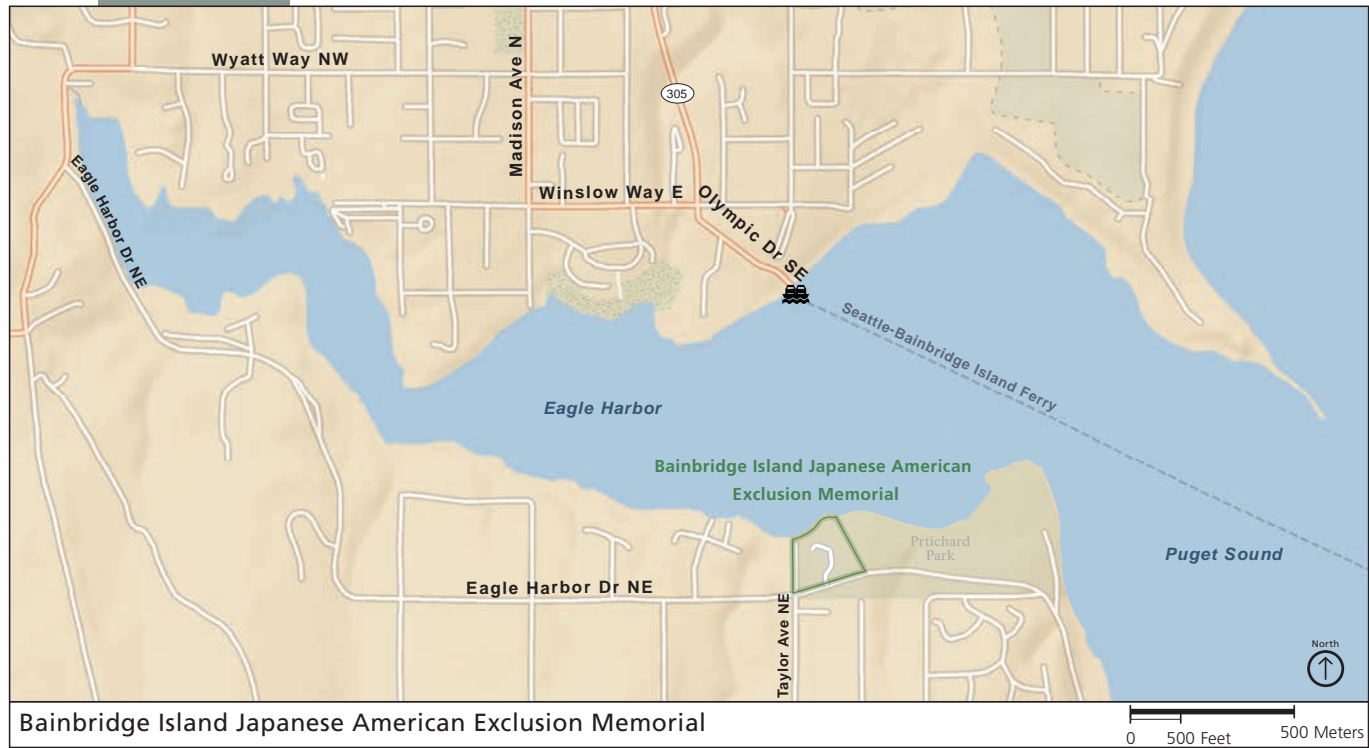 Wyatt Way NW
Madison Ave N
305
Eagle Harbor Dr NE
Winslow Way E
Olympic Dr SE
Seattle-Bainbridge Island Ferry
Eagle Harbor
Bainbridge Island Japanese American
Exclusion Memorial
Prtichard
Park
Puget Sound
Eagle Harbor Dr NE
Taylor Ave NE
North
Bainbridge Island Japanese American Exclusion Memorial
0
500 Feet
500 Meters